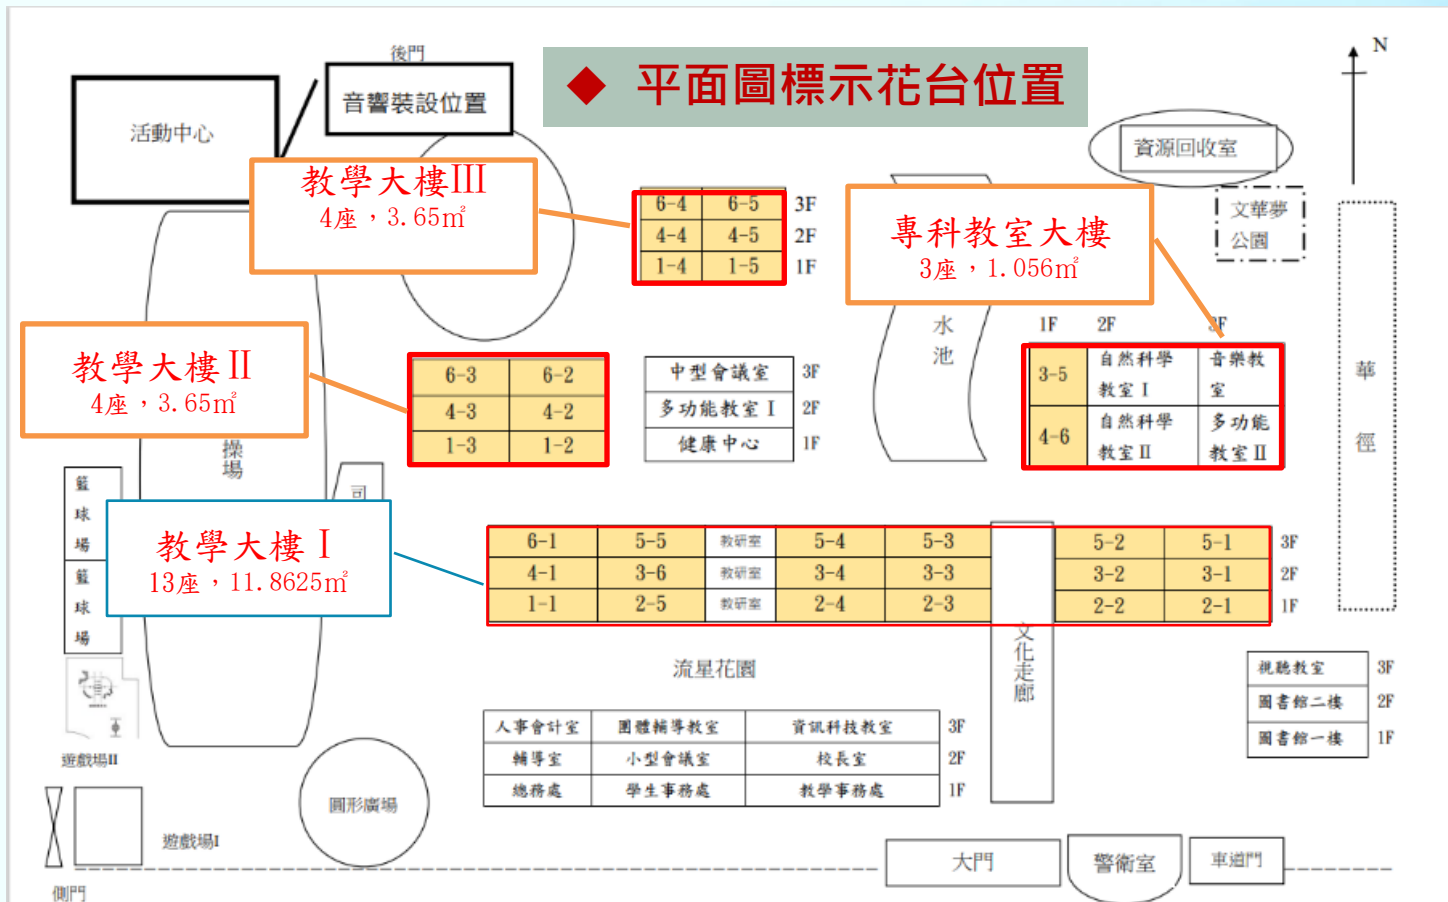 ◆ 平面圖標示花台位置
N
後門
音響裝設位置
活動中心
資源回收室
文華夢
公園
教學大樓Ⅲ
4座，3.65㎡
6-4 6-5 3F
4-4 4-5 2F
1-4 1-5 1F
專科教室大樓
3座，1.056㎡
水
池
1F 2F 3F
3-5
自然科學
教室Ⅰ
音樂教
室
4-6
自然科學
教室Ⅱ
多功能
教室Ⅱ
華
徑
教學大樓Ⅱ
4座，3.65㎡
6-3 6-2
4-3 4-2
1-3 1-2
中型會議室 3F
多功能教室Ⅰ 2F
健康中心 1F
操
場
司
籃
球
場
籃
球
場
教學大樓Ⅰ
13座，11.8625㎡
6-1 5-5 教研室 5-4 5-3 5-2 5-1 3F
4-1 3-6 教研室 3-4 3-3 3-2 3-1 2F
1-1 2-5 教研室 2-4 2-3 2-2 2-1 1F
文
化
走
廊
流星花園
視聽教室 3F
圖書館二樓 2F
圖書館一樓 1F
人事會計室 團體輔導教室 資訊科技教室 3F
輔導室 小型會議室 校長室 2F
總務處 學生事務處 教學事務處 1F
遊戲場II
圓形廣場
遊戲場I
側門
大門
警衛室
車道門